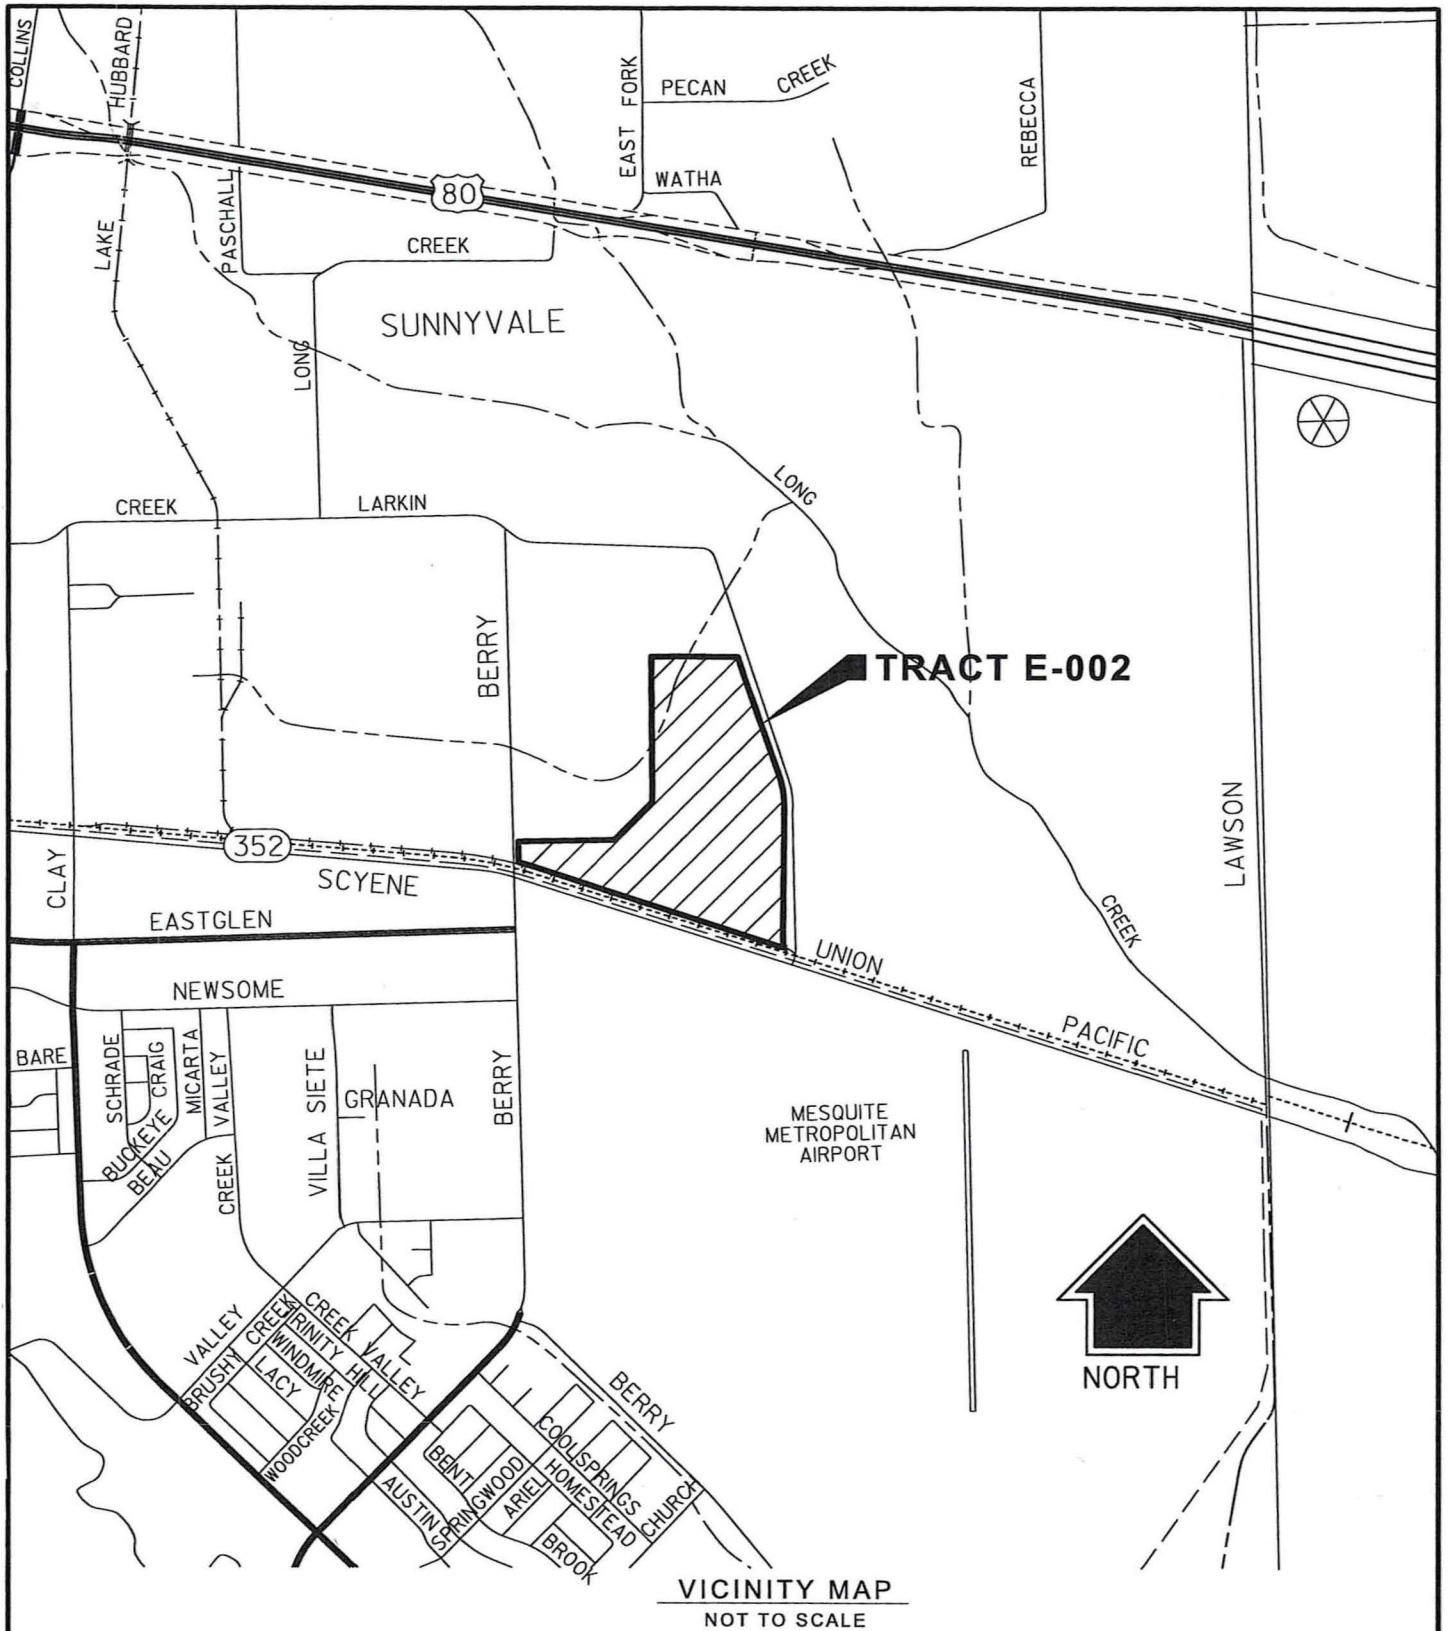 COLLINS
HUBBARD
EAST FORK
PECAN
CREEK
REBECCA
80
WATHA
LAKE
PASCHALL
CREEK
SUNNYVALE
LONG
LONG
CREEK
LARKIN
BERRY
TRACT E-002
LAWSON
352
CLAY
SCYENE
EASTGLEN
CREEK
UNION
NEWSOME
PACIFIC
BARE
SCHRADE
CRAIG
MICARTA
VALLEY
VILLA SIETE
GRANADA
BERRY
MESQUITE
METROPOLITAN
AIRPORT
BUCKEYE
BEAU
CREEK
NORTH
VALLEY
CREEK
BRUSHY
TRINITY HILL
CREEK VALLEY
WINDMIRE
LACY
WOODCREEK
BERRY
COOLSPRINGS
BENT
HOMESTEAD
CHURCH
AUSTIN
SPRINGWOOD
ARIEL
BROOK
VICINITY MAP
NOT TO SCALE